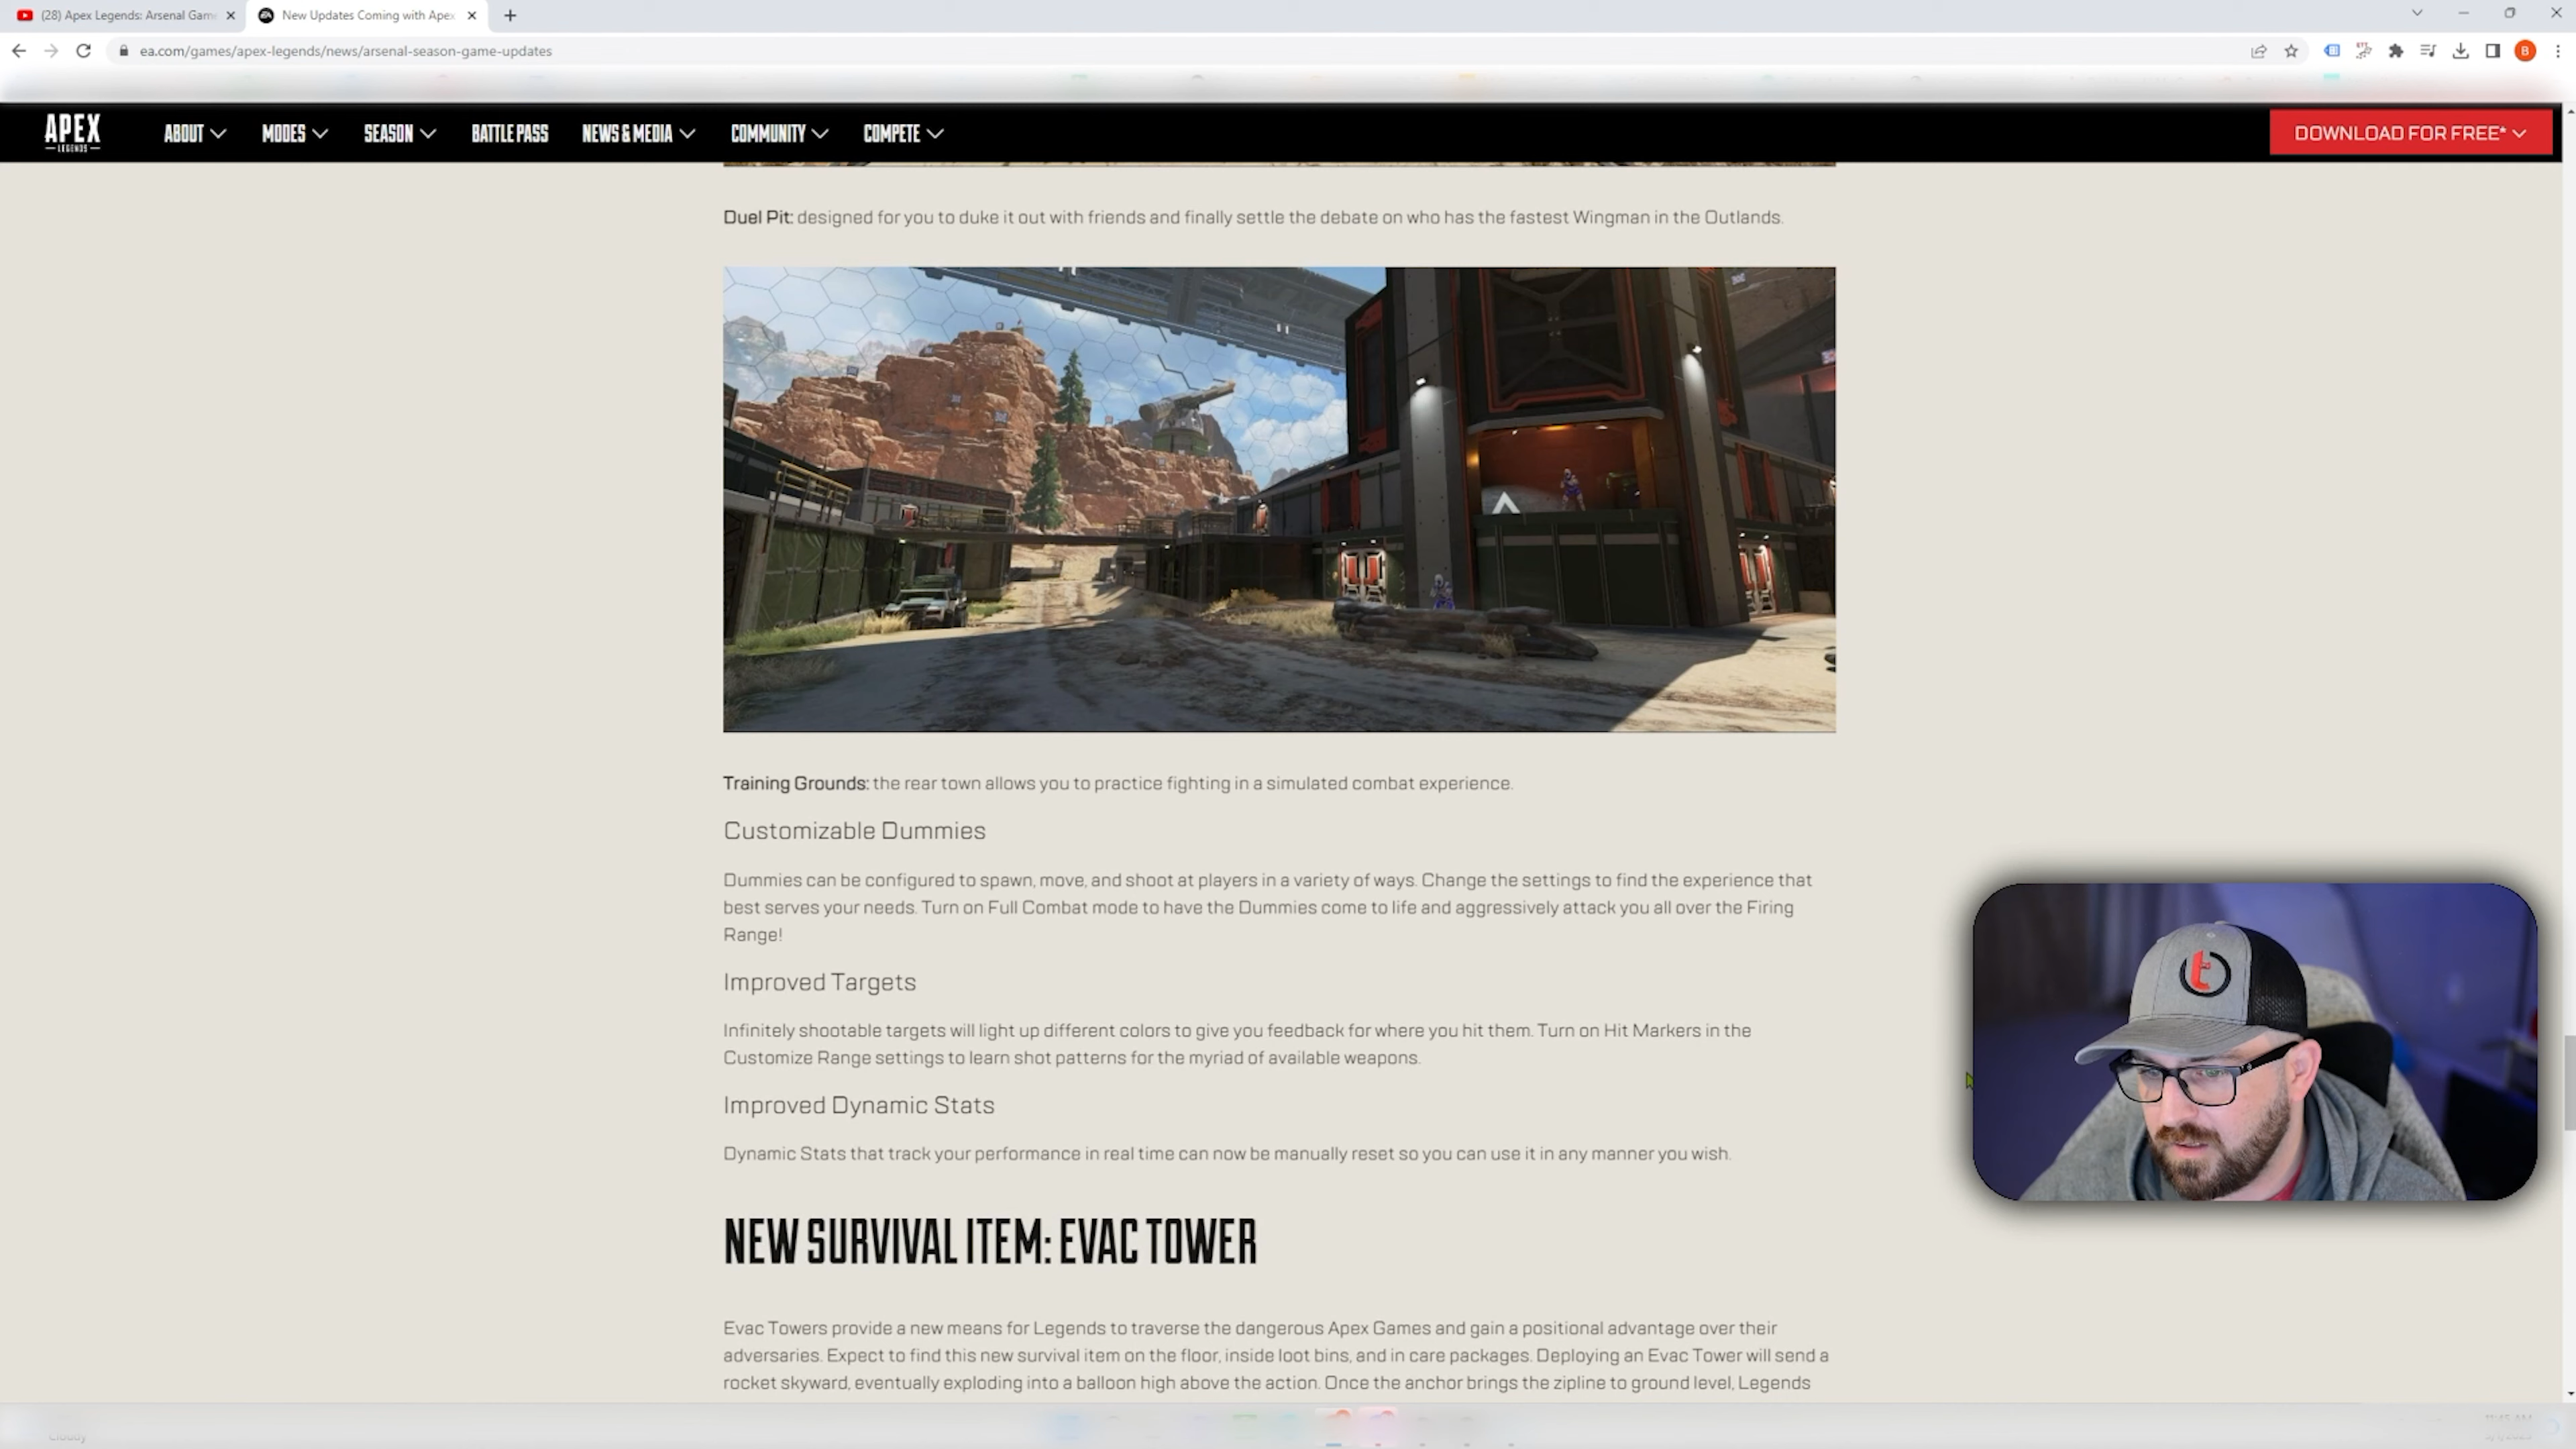 (28) Apex Legends: Arsenal Gam
New Updates Coming with Apex
ea.com/games/apex-legends/news/arsenal-season-game-updates
B
APEX
LEGENDS
ABOUT
MODES
SEASON
BATTLE PASS
NEWS & MEDIA
COMMUNITY
COMPETE
DOWNLOAD FOR FREE*
Duel Pit: designed for you to duke it out with friends and finally settle the debate on who has the fastest Wingman in the Outlands.
Training Grounds: the rear town allows you to practice fighting in a simulated combat experience.
Customizable Dummies
Dummies can be configured to spawn, move, and shoot at players in a variety of ways. Change the settings to find the experience that
best serves your needs. Turn on Full Combat mode to have the Dummies come to life and aggressively attack you all over the Firing
Range!
Improved Targets
Infinitely shootable targets will light up different colors to give you feedback for where you hit them. Turn on Hit Markers in the
Customize Range settings to learn shot patterns for the myriad of available weapons.
Improved Dynamic Stats
Dynamic Stats that track your performance in real time can now be manually reset so you can use it in any manner you wish.
NEW SURVIVAL ITEM: EVAC TOWER
Evac Towers provide a new means for Legends to traverse the dangerous Apex Games and gain a positional advantage over their
adversaries. Expect to find this new survival item on the floor, inside loot bins, and in care packages. Deploying an Evac Tower will send a
rocket skyward, eventually exploding into a balloon high above the action. Once the anchor brings the zipline to ground level, Legends
Cloudy